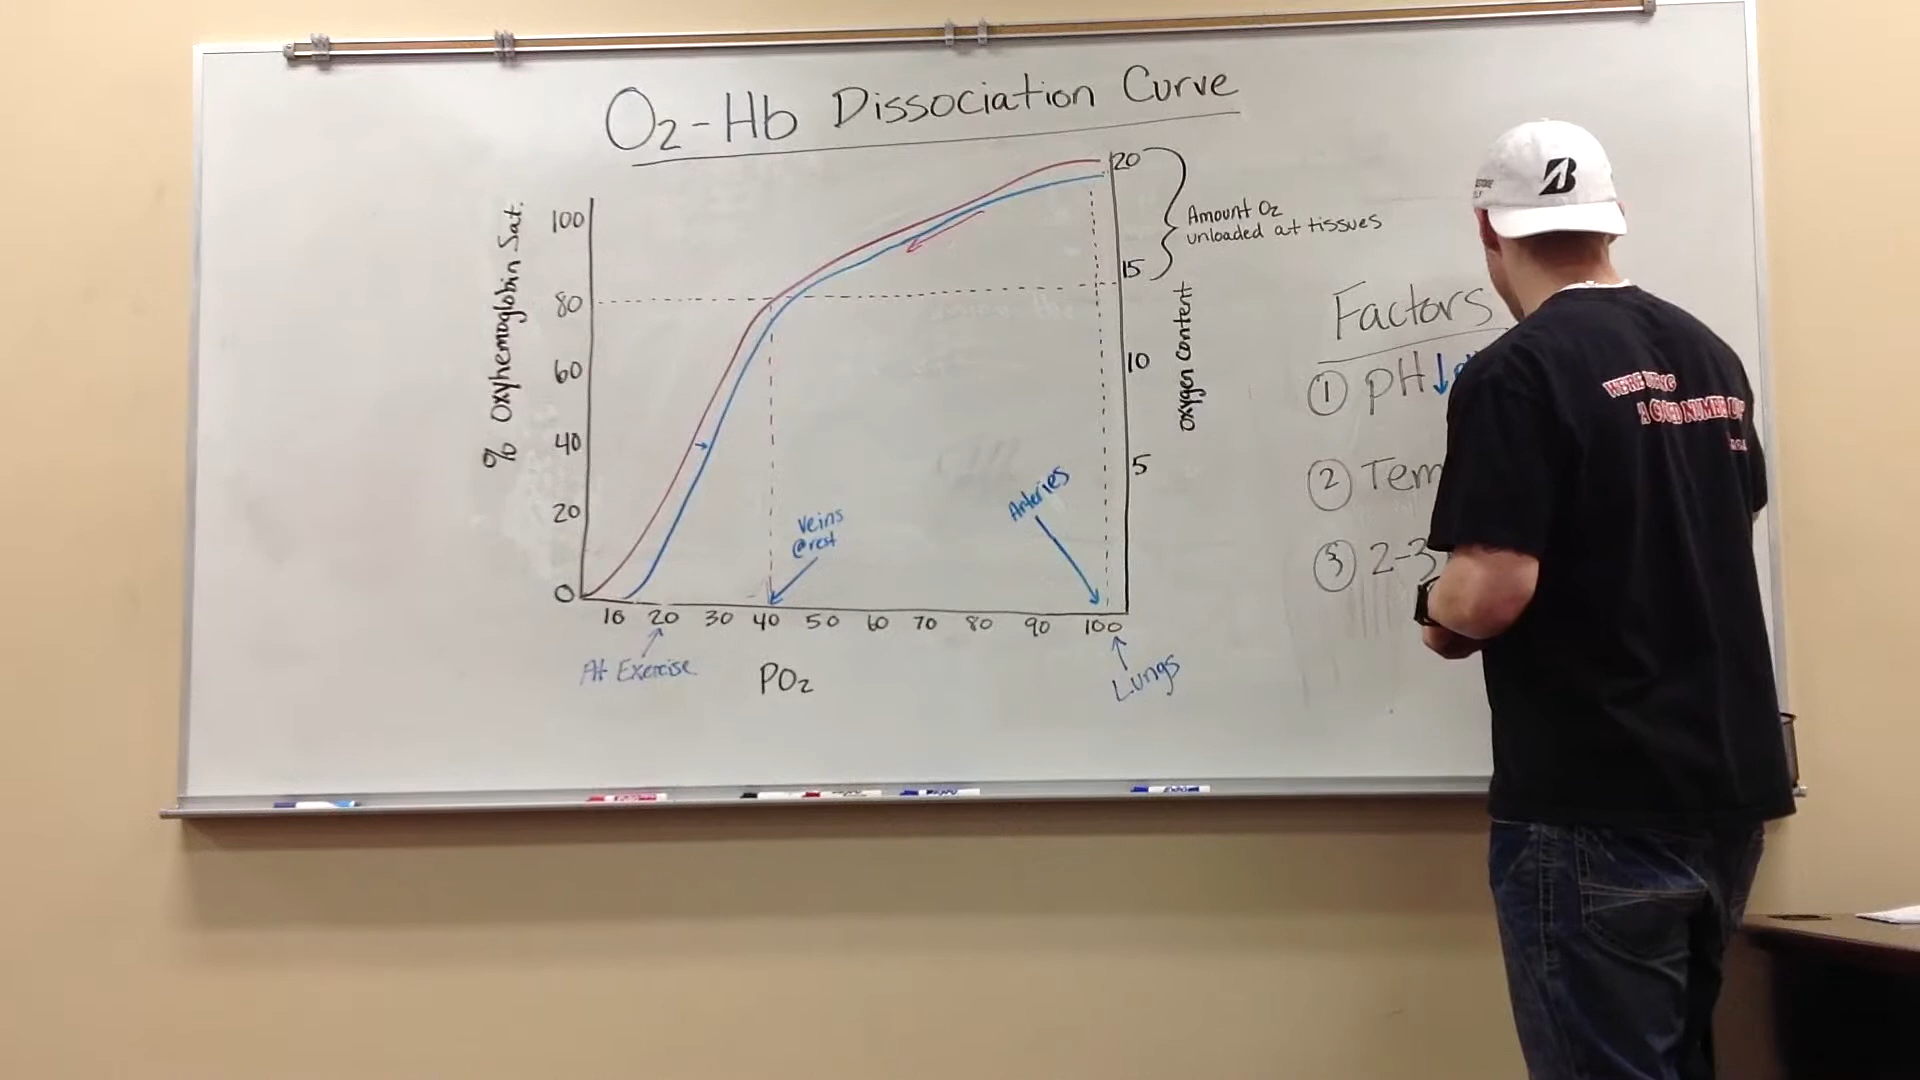 O2-Hb Dissociation Curve
% Oxyhemoglobin Sat.
100
80
60
40
20
0
10 20 30 40 50 60 70 80 90 100
At Exercise
PO2
Veins
@rest
Arteries
Lungs
20
15
10
5
Oxygen Content
Amount O2
unloaded at tissues
Factors
① pH↓
② Tem
③ 2-3
B
A GOOD NUMBE